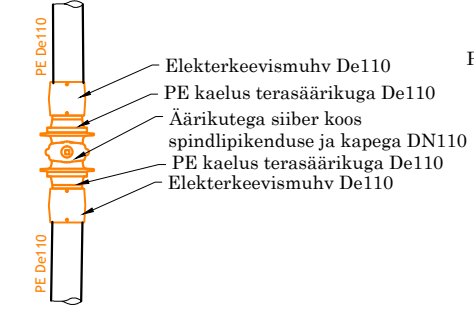 PE De110
Elekterkeevismuhv De110
PE kaelus terasäärikuga De110
Äärikutega siiber koos
spindlipikenduse ja kapega DN110
PE kaelus terasäärikuga De110
Elekterkeevismuhv De110
PE De110